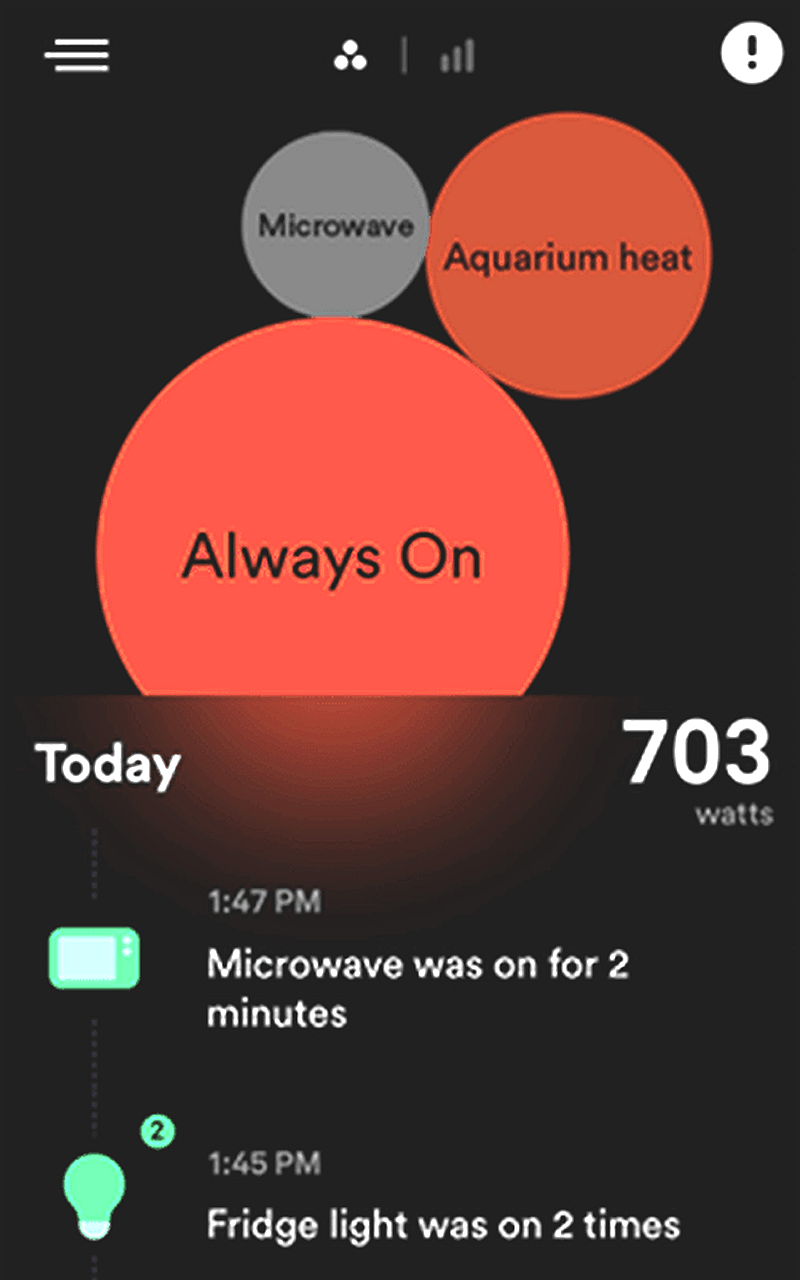 Microwave
Aquarium heat
Always On
Today
703
watts
1:47 PM
Microwave was on for 2
minutes
2
1:45 PM
Fridge light was on 2 times